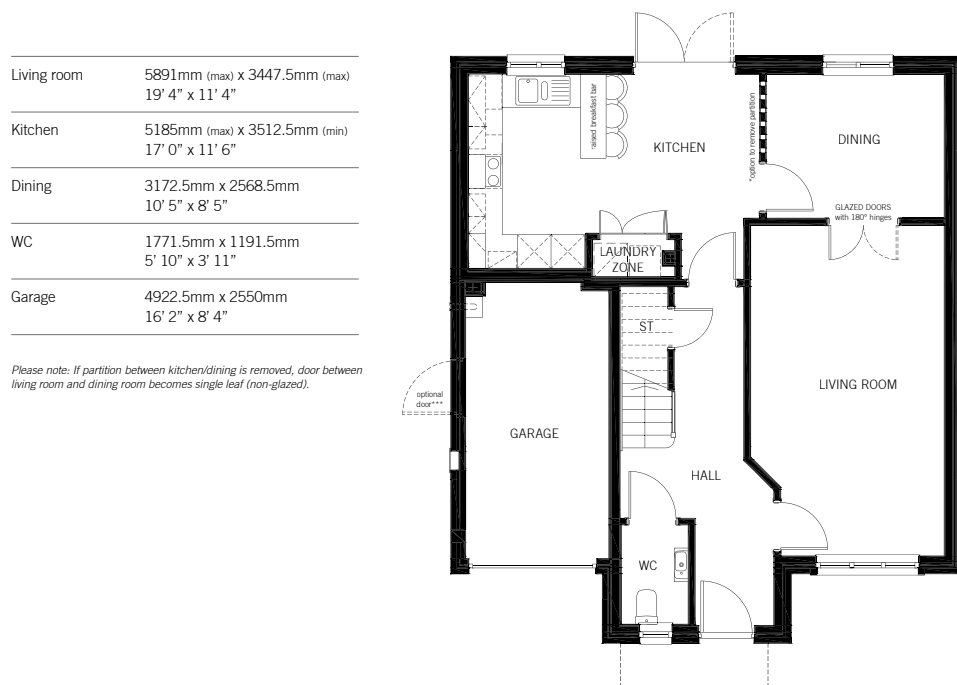 Living room 5891mm (max) x 3447.5mm (max)
19’ 4” x 11’ 4”
Kitchen 5185mm (max) x 3512.5mm (min)
17’ 0” x 11’ 6”
Dining 3172.5mm x 2568.5mm
10’ 5” x 8’ 5”
WC 1771.5mm x 1191.5mm
5’ 10” x 3’ 11”
Garage 4922.5mm x 2550mm
16’ 2” x 8’ 4”
Please note: If partition between kitchen/dining is removed, door between
living room and dining room becomes single leaf (non-glazed).
raised breakfast bar
KITCHEN
*option to remove partition
DINING
GLAZED DOORS
with 180° hinges
LAUNDRY
ZONE
ST
optional
door***
LIVING ROOM
GARAGE
HALL
WC